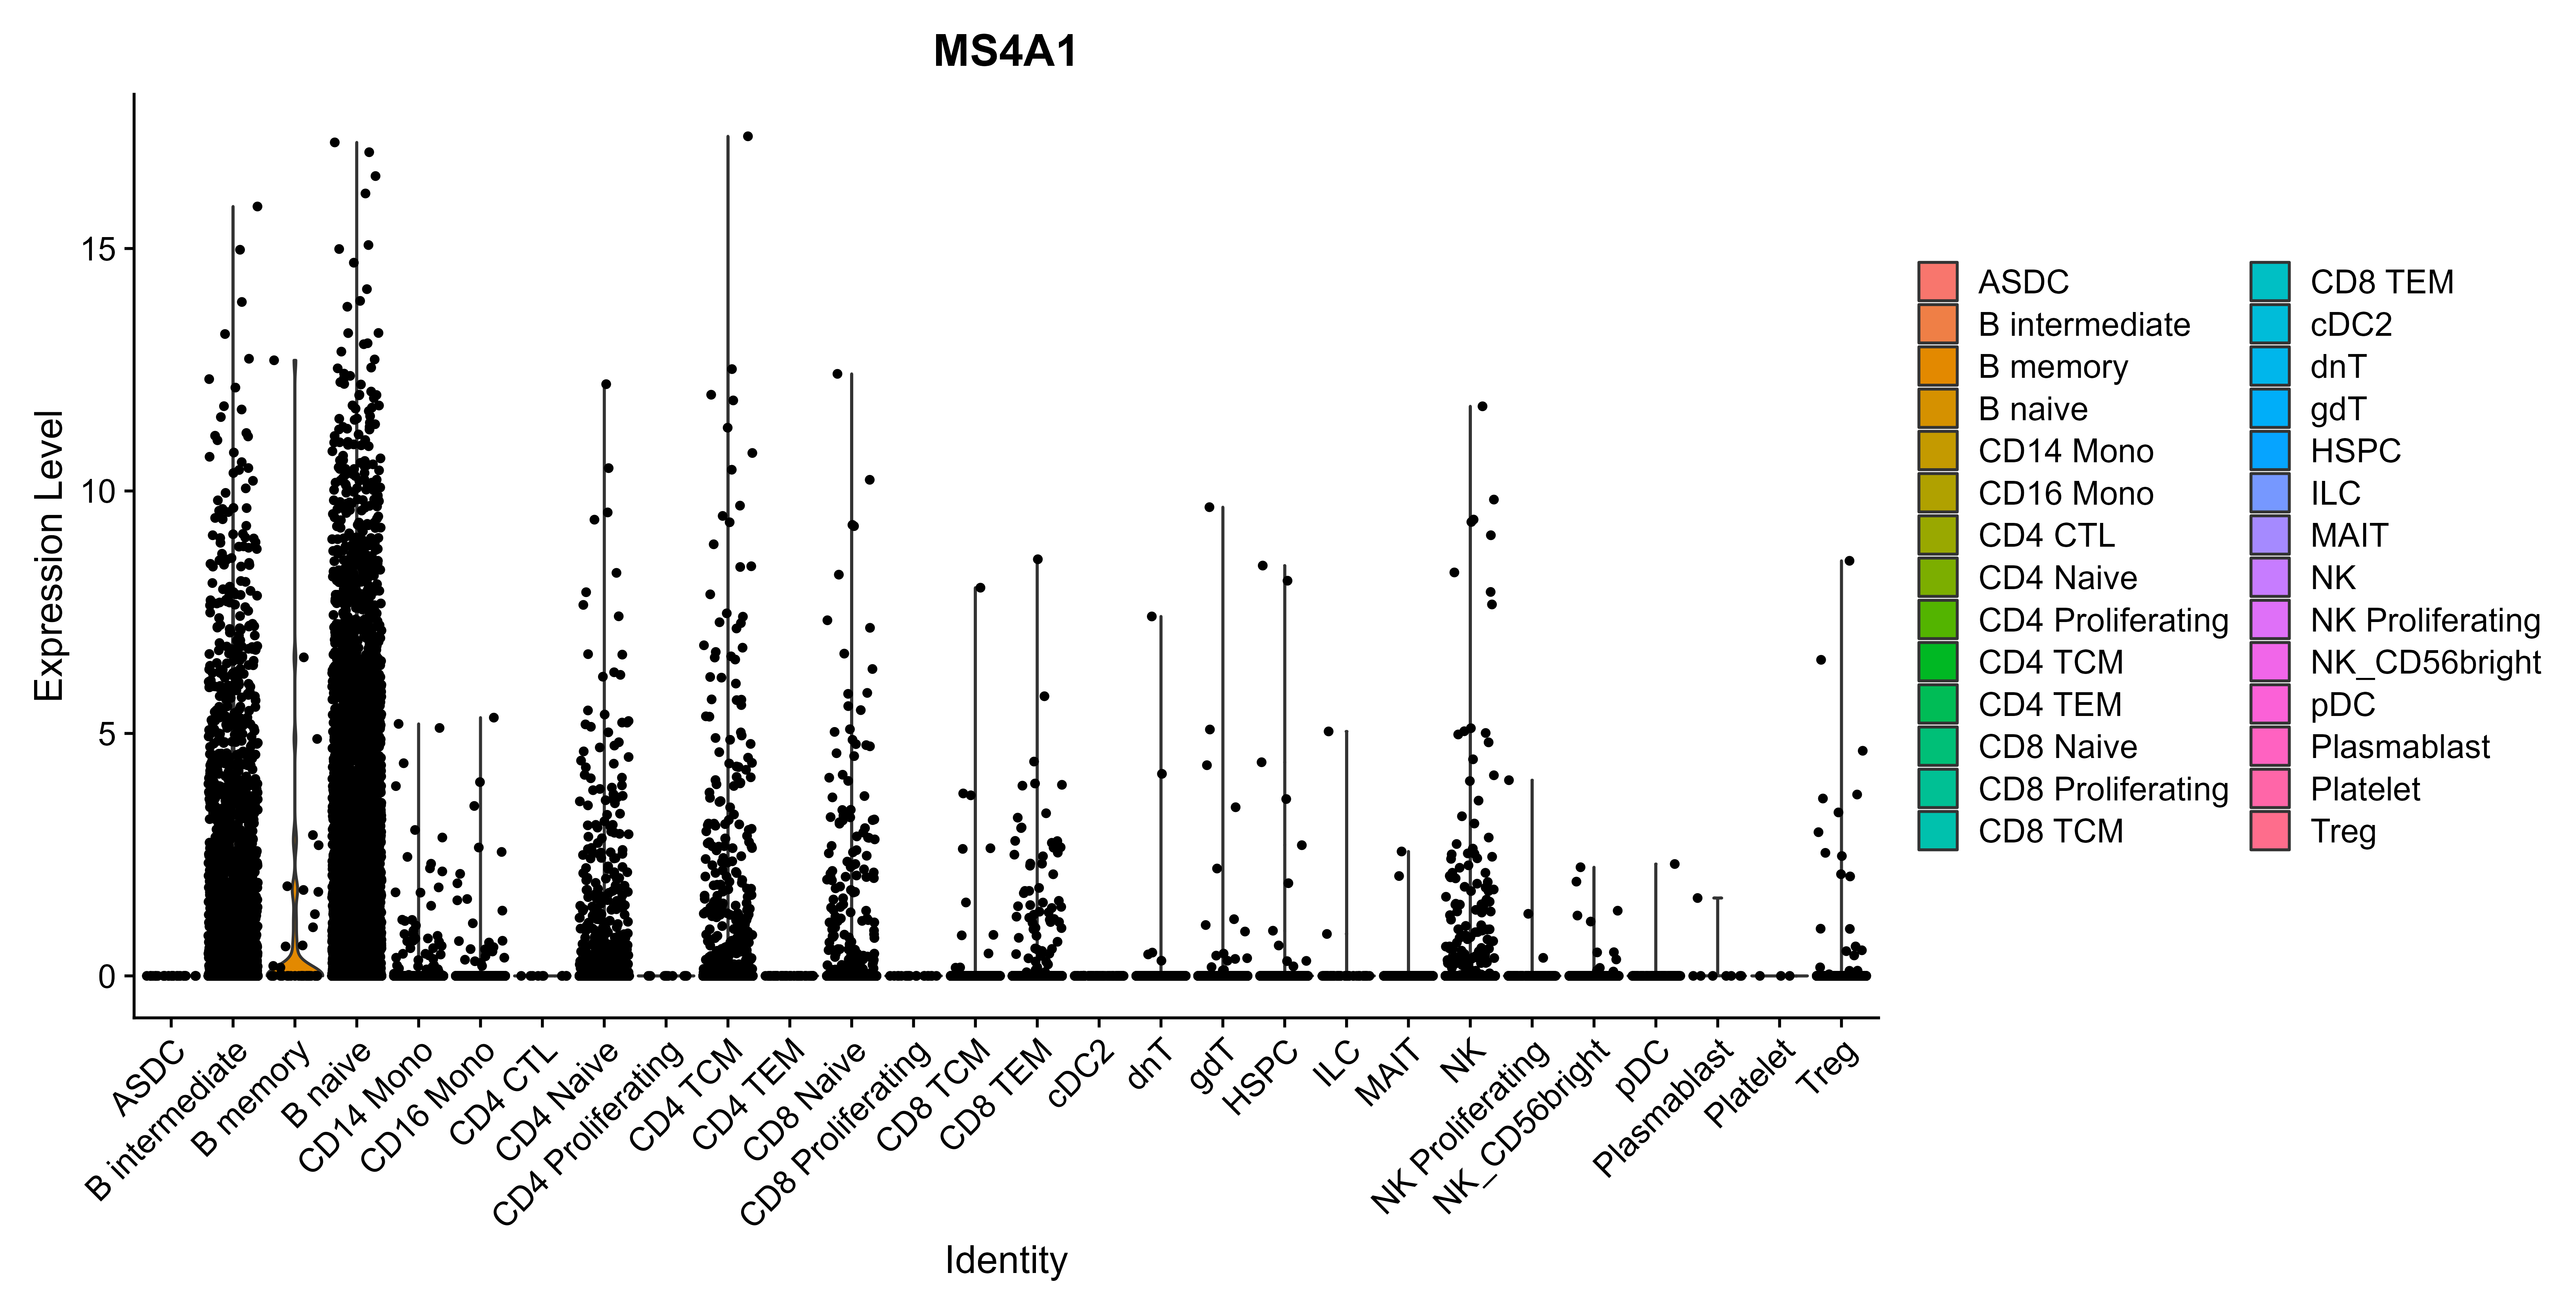 MS4A1
Expression Level
15
10
5
0
ASDC
B intermediate
B memory
B naive
CD14 Mono
CD16 Mono
CD4 CTL
CD4 Naive
CD4 Proliferating
CD4 TCM
CD4 TEM
CD8 Naive
CD8 Proliferating
CD8 TCM
CD8 TEM
cDC2
dnT
gdT
HSPC
ILC
MAIT
NK
NK Proliferating
NK_CD56bright
pDC
Plasmablast
Platelet
Treg
Identity
ASDC
B intermediate
B memory
B naive
CD14 Mono
CD16 Mono
CD4 CTL
CD4 Naive
CD4 Proliferating
CD4 TCM
CD4 TEM
CD8 Naive
CD8 Proliferating
CD8 TCM
CD8 TEM
cDC2
dnT
gdT
HSPC
ILC
MAIT
NK
NK Proliferating
NK_CD56bright
pDC
Plasmablast
Platelet
Treg